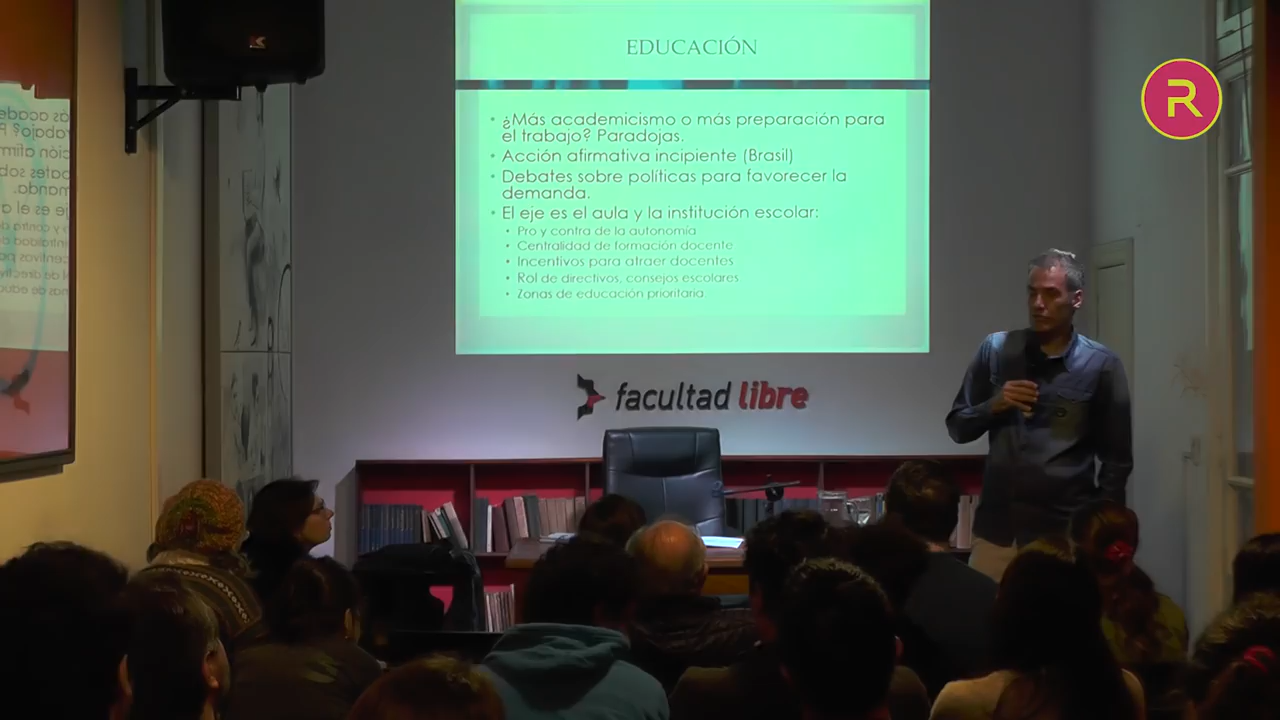 EDUCACIÓN
R
• ¿Más academicismo o más preparación para
el trabajo? Paradojas.
• Acción afirmativa incipiente (Brasil)
• Debates sobre políticas para favorecer la
demanda.
• El eje es el aula y la institución escolar:
• Pro y contra de la autonomía
• Centralidad de formación docente
• Incentivos para atraer docentes
• Rol de directivos, consejos escolares
• Zonas de educación prioritaria
facultad libre